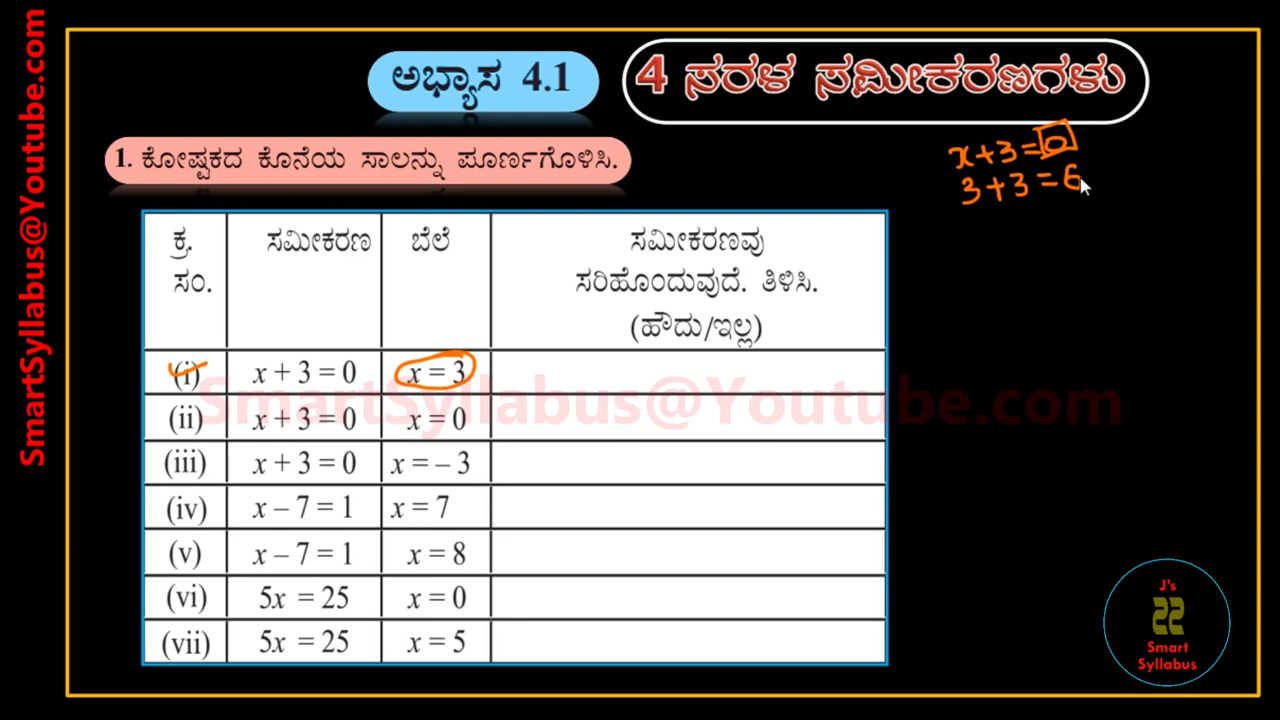 SmartSyllabus@Youtube.com
ಅಭ್ಯಾಸ 4.1
4 ಸರಳ ಸಮೀಕರಣಗಳು
1. ಕೋಷ್ಟಕದ ಕೊನೆಯ ಸಾಲನ್ನು ಪೂರ್ಣಗೊಳಿಸಿ.
x+3=0
3+3=6
ಕ್ರ. ಸಮೀಕರಣ ಬೆಲೆ ಸಮೀಕರಣವು
ಸಂ. ಸರಿಹೊಂದುವುದೆ. ತಿಳಿಸಿ.
(ಹೌದು/ಇಲ್ಲ)
(i) x + 3 = 0 x = 3
SmartSyllabus@Youtube.com
(ii) x + 3 = 0 x = 0
(iii) x + 3 = 0 x = – 3
(iv) x – 7 = 1 x = 7
(v) x – 7 = 1 x = 8
(vi) 5x = 25 x = 0
(vii) 5x = 25 x = 5
J's
22
Smart
Syllabus